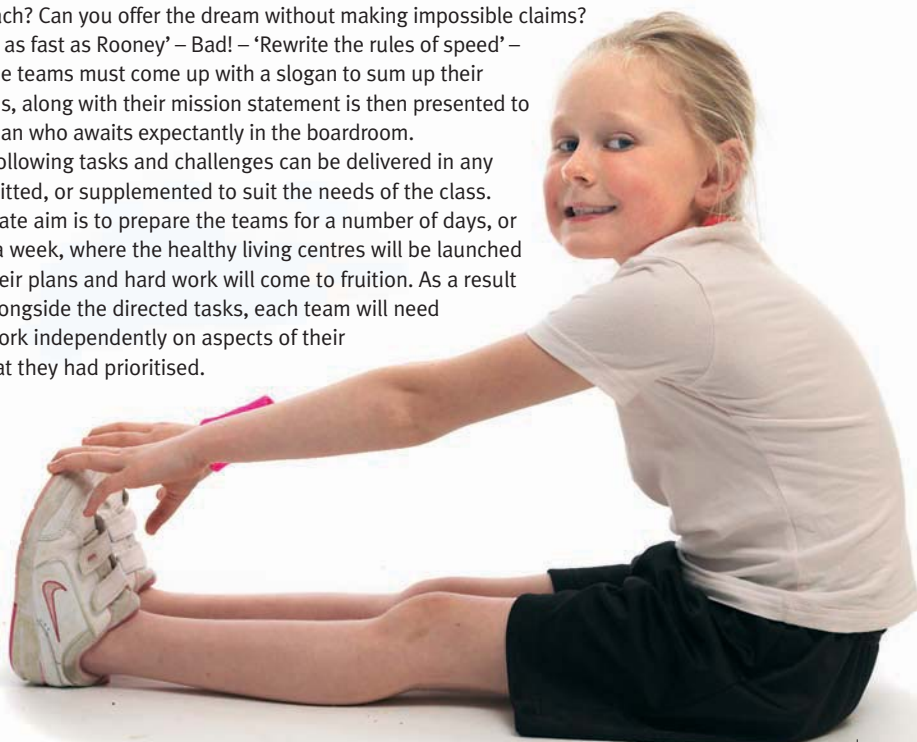 ach? Can you offer the dream without making impossible claims?
as fast as Rooney’ – Bad! – ‘Rewrite the rules of speed’ –
e teams must come up with a slogan to sum up their
s, along with their mission statement is then presented to
an who awaits expectantly in the boardroom.
ollowing tasks and challenges can be delivered in any
itted, or supplemented to suit the needs of the class.
ate aim is to prepare the teams for a number of days, or
a week, where the healthy living centres will be launched
eir plans and hard work will come to fruition. As a result
ongside the directed tasks, each team will need
ork independently on aspects of their
at they had prioritised.